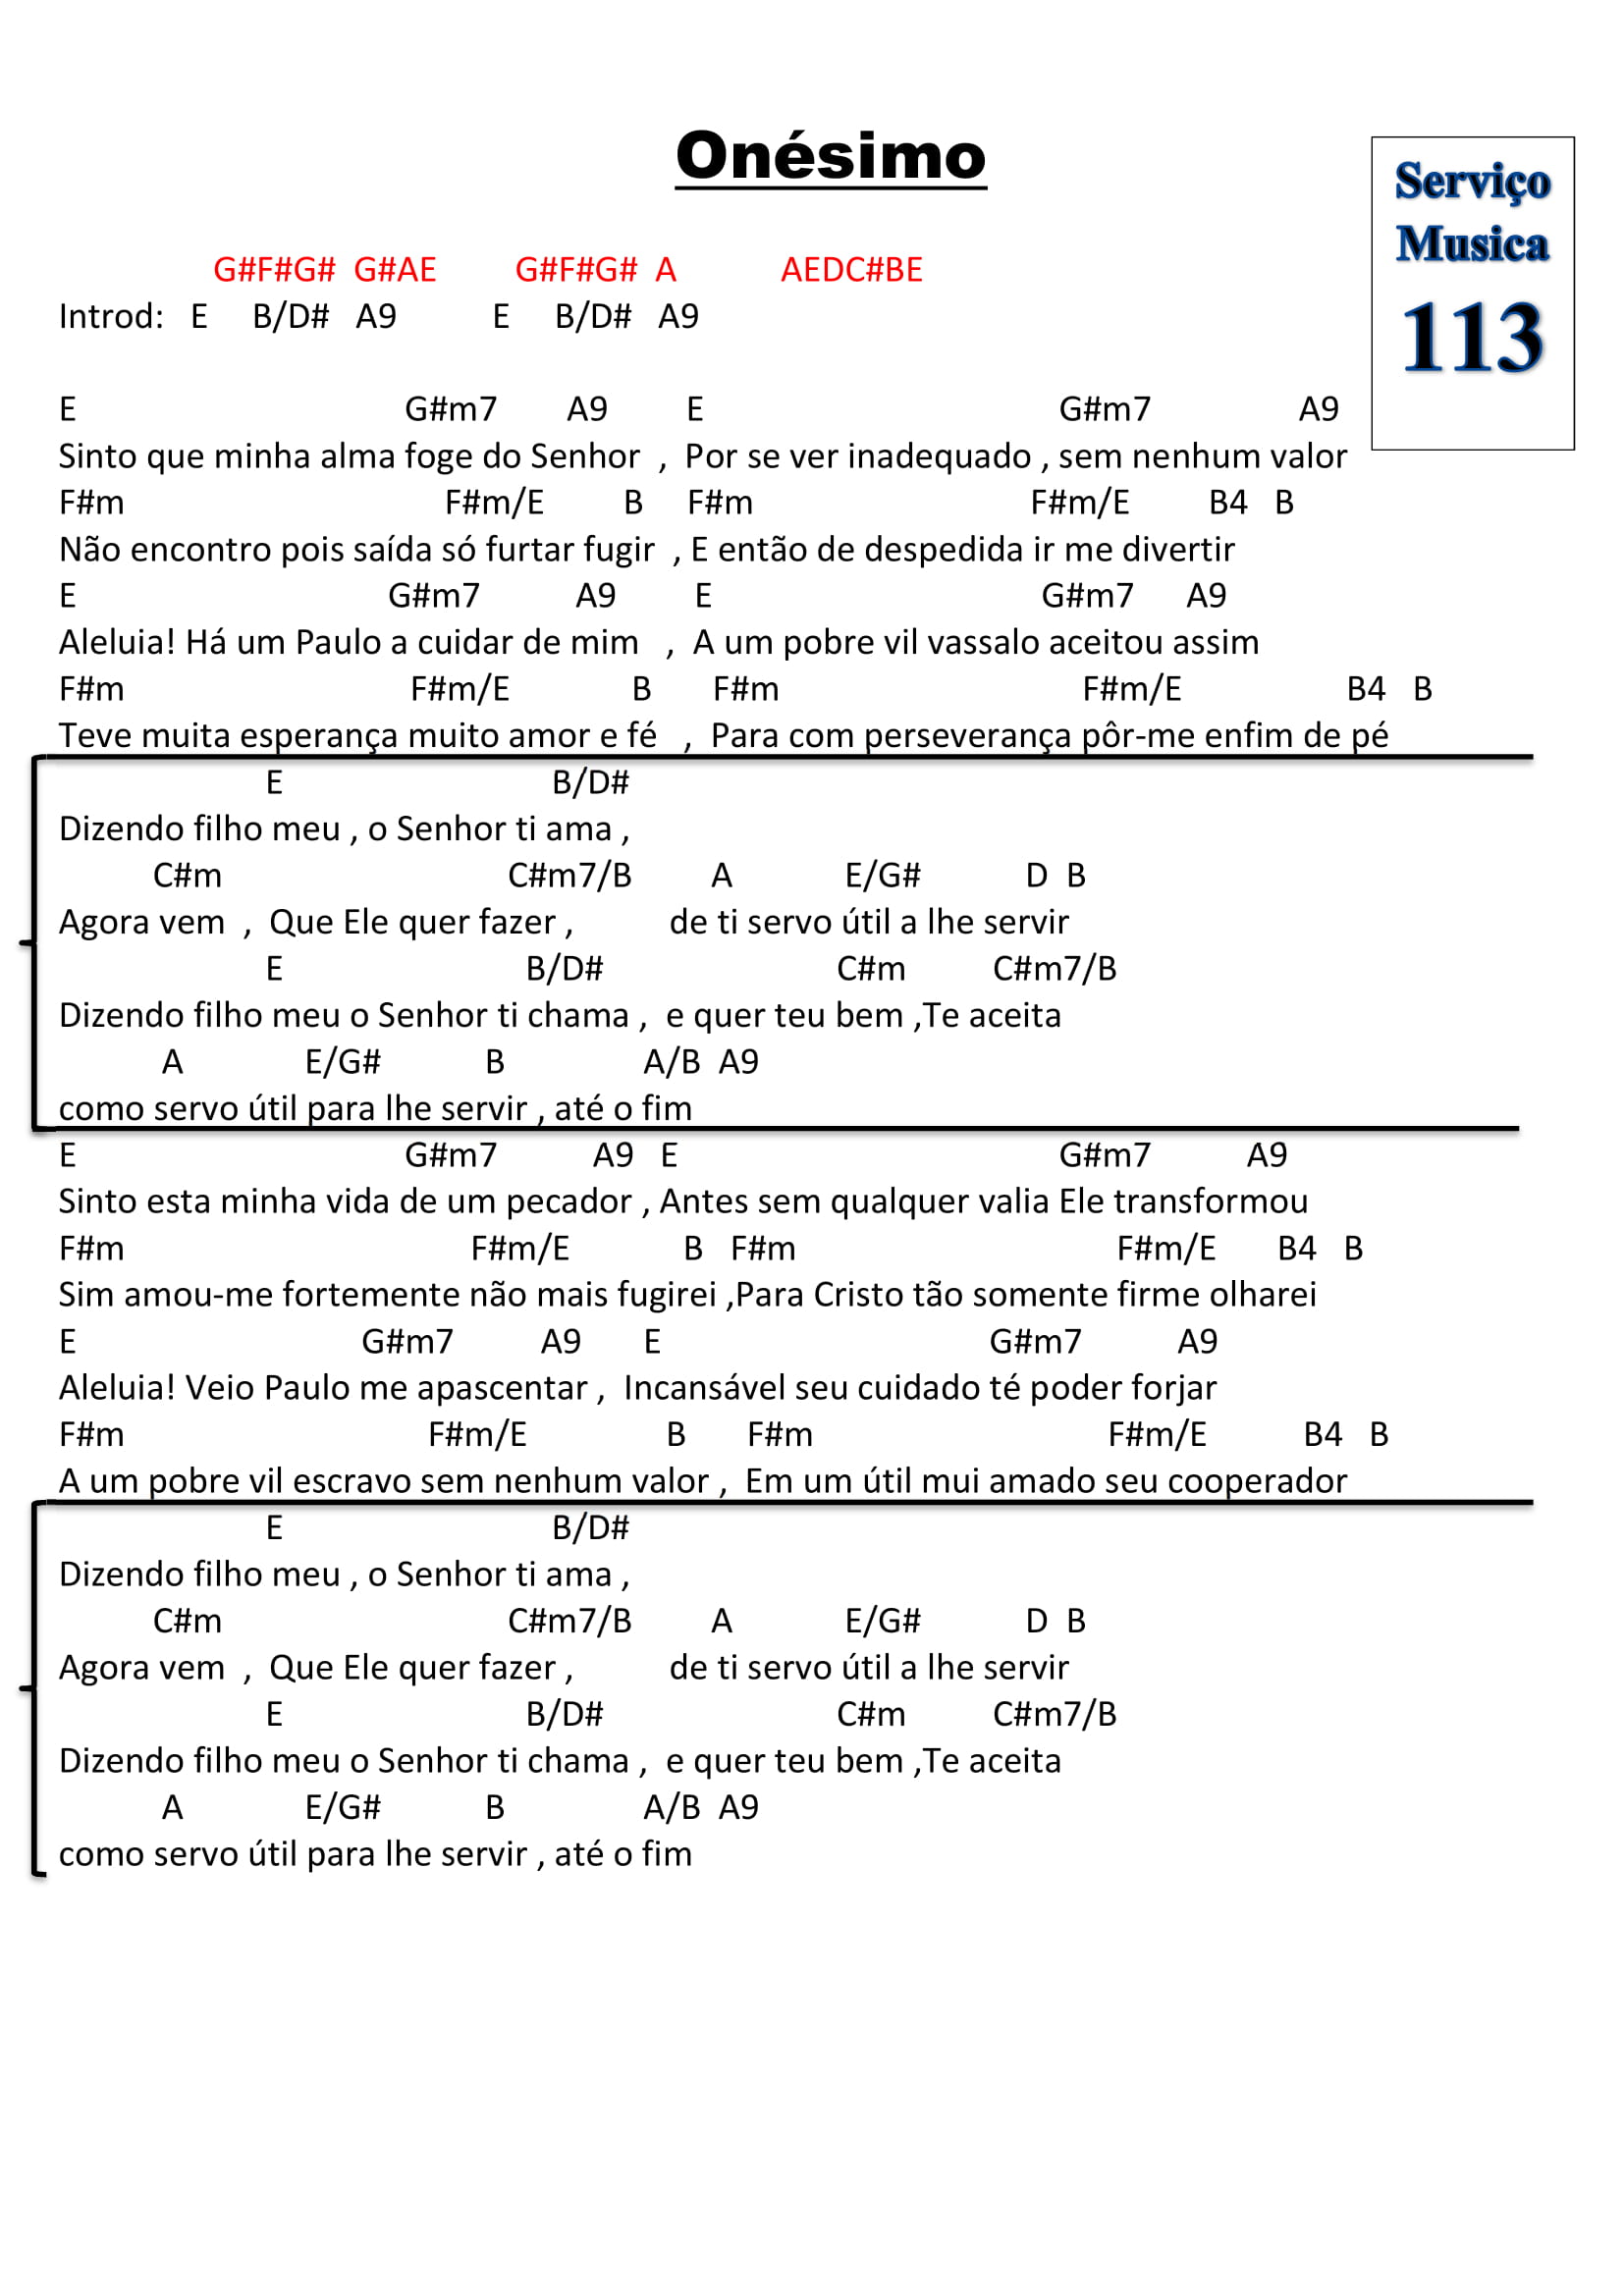 Onésimo
Serviço
Musica
113
G#F#G# G#AE G#F#G# A AEDC#BE
Introd: E B/D# A9 E B/D# A9
E G#m7 A9 E G#m7 A9
Sinto que minha alma foge do Senhor , Por se ver inadequado , sem nenhum valor
F#m F#m/E B F#m F#m/E B4 B
Não encontro pois saída só furtar fugir , E então de despedida ir me divertir
E G#m7 A9 E G#m7 A9
Aleluia! Há um Paulo a cuidar de mim , A um pobre vil vassalo aceitou assim
F#m F#m/E B F#m F#m/E B4 B
Teve muita esperança muito amor e fé , Para com perseverança pôr-me enfim de pé
E B/D#
Dizendo filho meu , o Senhor ti ama ,
C#m C#m7/B A E/G# D B
Agora vem , Que Ele quer fazer , de ti servo útil a lhe servir
E B/D# C#m C#m7/B
Dizendo filho meu o Senhor ti chama , e quer teu bem ,Te aceita
A E/G# B A/B A9
como servo útil para lhe servir , até o fim
E G#m7 A9 E G#m7 A9
Sinto esta minha vida de um pecador , Antes sem qualquer valia Ele transformou
F#m F#m/E B F#m F#m/E B4 B
Sim amou-me fortemente não mais fugirei ,Para Cristo tão somente firme olharei
E G#m7 A9 E G#m7 A9
Aleluia! Veio Paulo me apascentar , Incansável seu cuidado té poder forjar
F#m F#m/E B F#m F#m/E B4 B
A um pobre vil escravo sem nenhum valor , Em um útil mui amado seu cooperador
E B/D#
Dizendo filho meu , o Senhor ti ama ,
C#m C#m7/B A E/G# D B
Agora vem , Que Ele quer fazer , de ti servo útil a lhe servir
E B/D# C#m C#m7/B
Dizendo filho meu o Senhor ti chama , e quer teu bem ,Te aceita
A E/G# B A/B A9
como servo útil para lhe servir , até o fim